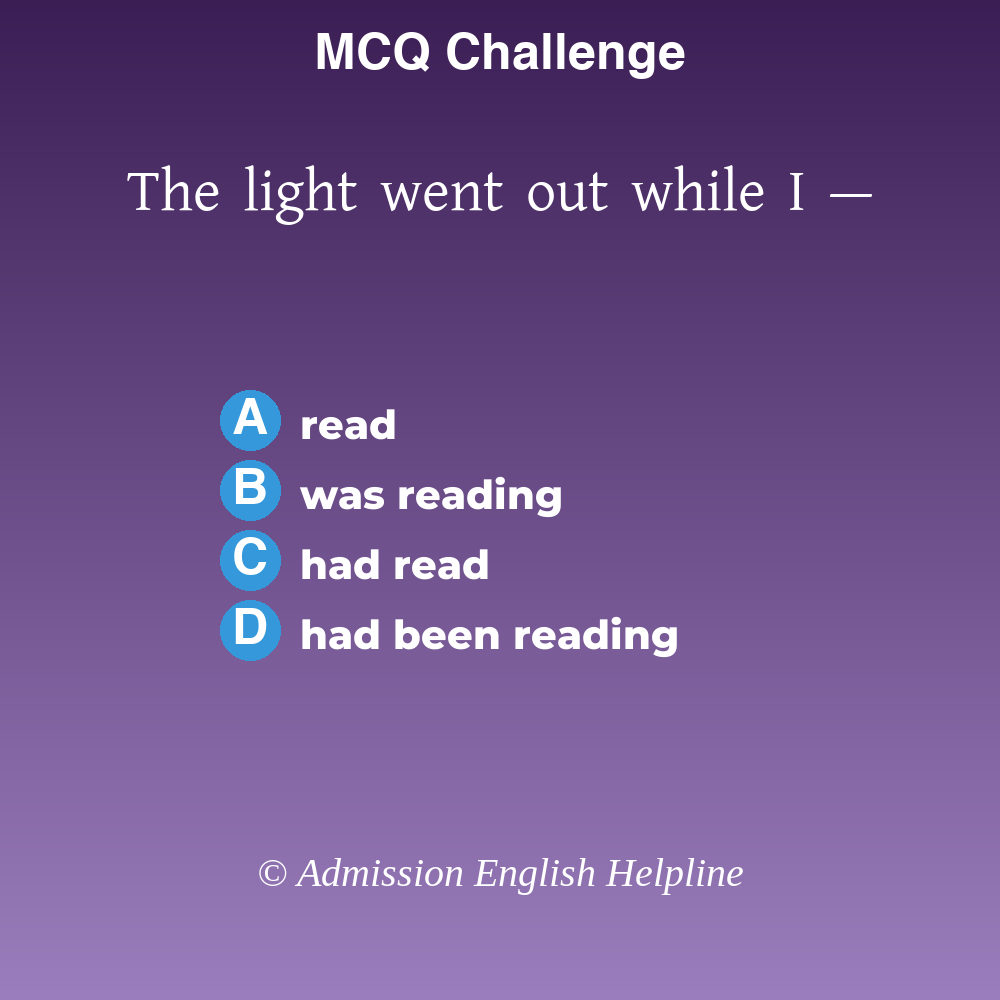 MCQ Challenge
The light went out while I —
A read
B was reading
C had read
D had been reading
© Admission English Helpline